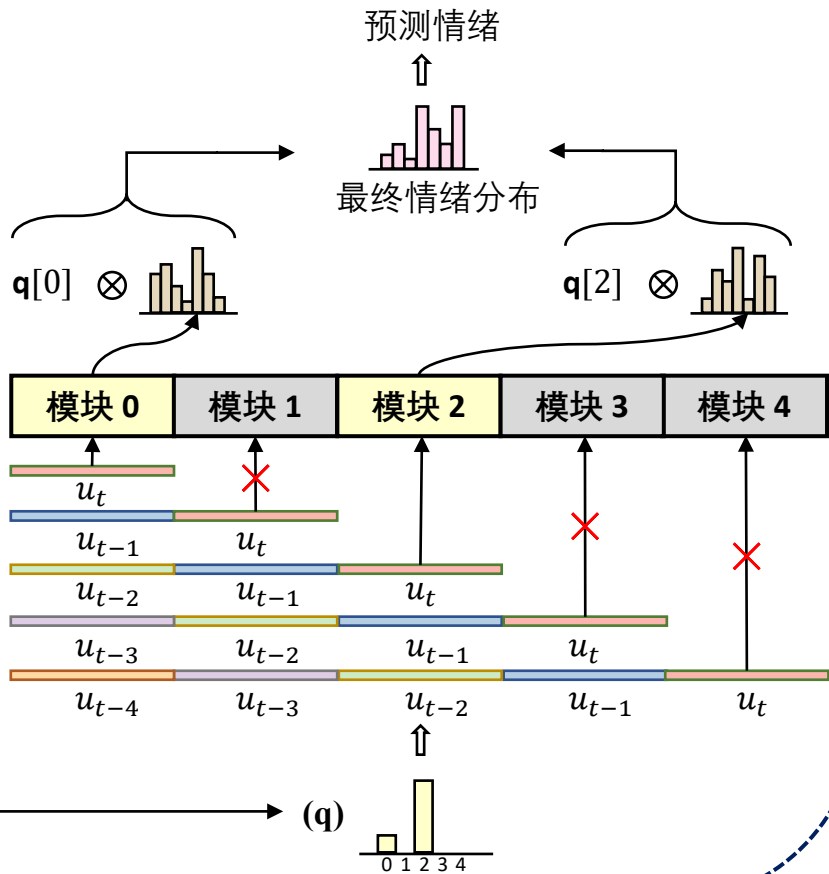 预测情绪
最终情绪分布
q[0] ⊗
q[2] ⊗
模块 0 模块 1 模块 2 模块 3 模块 4
u_t
u_{t−1} u_t
u_{t−2} u_{t−1} u_t
u_{t−3} u_{t−2} u_{t−1} u_t
u_{t−4} u_{t−3} u_{t−2} u_{t−1} u_t
(q)
0 1 2 3 4